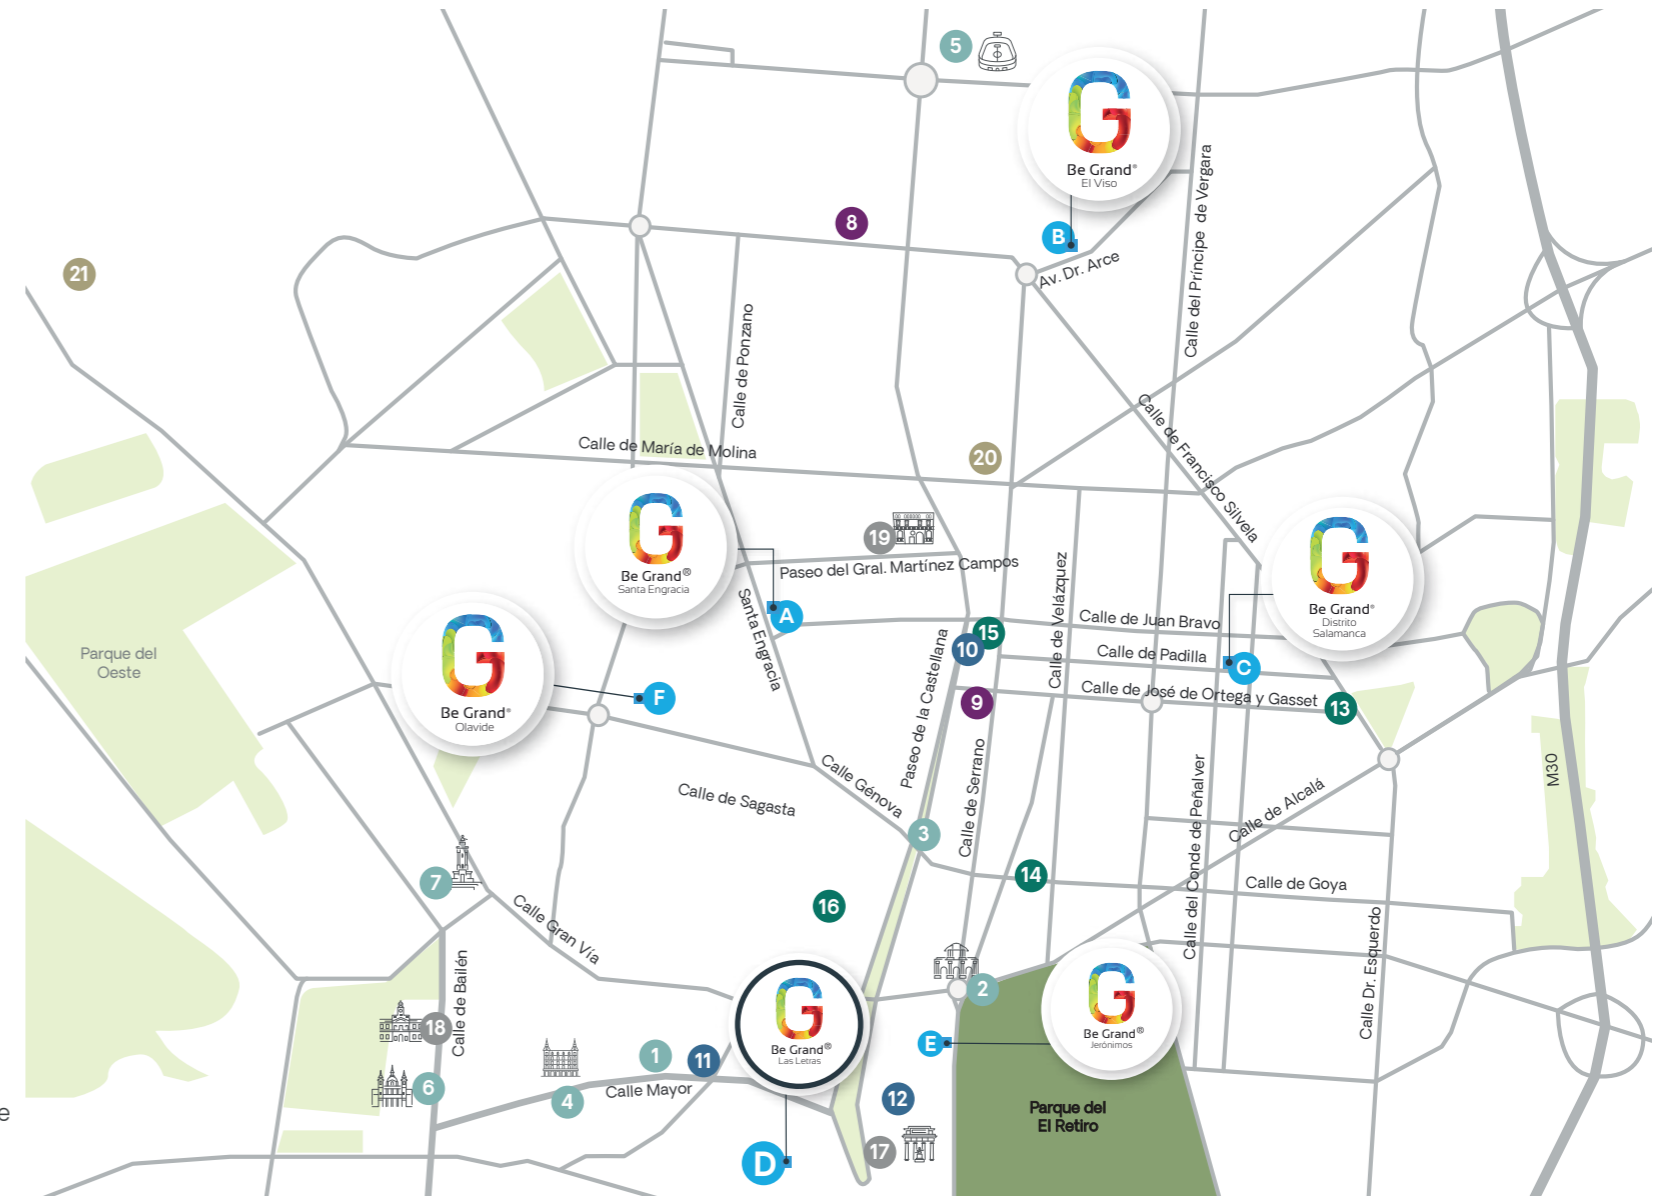 5
G
Be Grand®
El Viso
8
B
Av. Dr. Arce
Calle del Príncipe de Vergara
21
Calle de Ponzano
Calle de María de Molina
20
Calle de Francisco Silvela
G
Be Grand®
Santa Engracia
19
Paseo del Gral. Martínez Campos
G
Be Grand®
Distrito
Salamanca
A
Santa Engracia
15
10
Calle de Velázquez
Calle de Juan Bravo
Calle de Padilla
C
Calle de José de Ortega y Gasset
13
9
Parque del
Oeste
G
Be Grand®
Olavide
F
Paseo de la Castellana
Calle de Serrano
Calle Génova
Calle de Sagasta
3
M30
Calle del Conde de Peñalver
Calle de Alcalá
14
Calle de Goya
7
16
Calle Gran Vía
Calle de Bailén
Calle Dr. Esquerdo
2
G
Be Grand®
Las Letras
G
Be Grand®
Jerónimos
E
18
6
1
11
4
Calle Mayor
12
17
D
Parque del
El Retiro
e